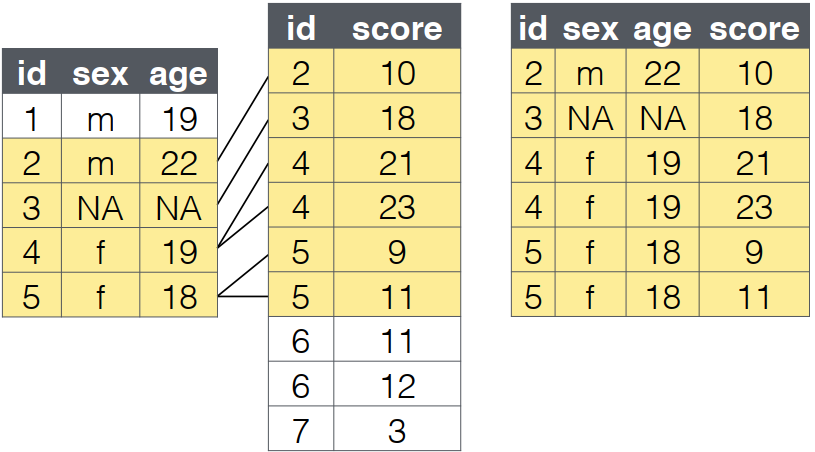 id sex age
1 m 19
2 m 22
3 NA NA
4 f 19
5 f 18
id score
2 10
3 18
4 21
4 23
5 9
5 11
6 11
6 12
7 3
id sex age score
2 m 22 10
3 NA NA 18
4 f 19 21
4 f 19 23
5 f 18 9
5 f 18 11